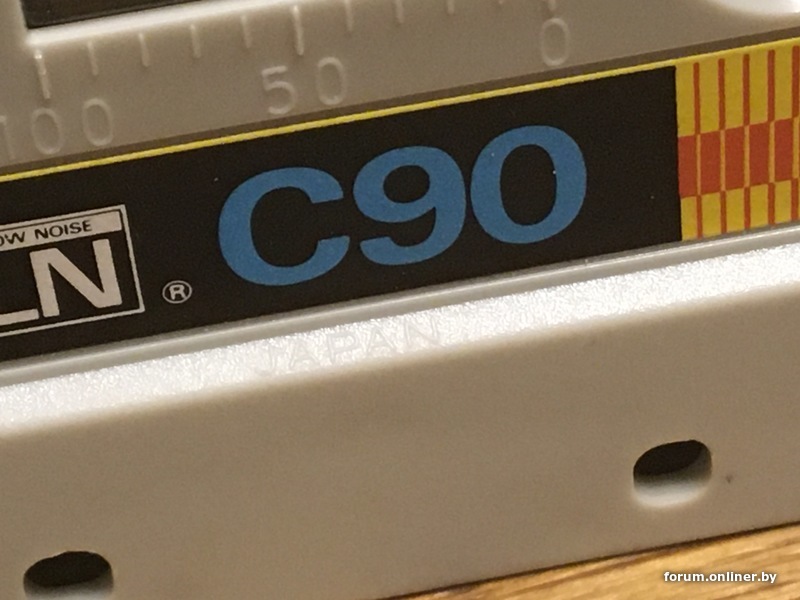 0
50
100
OW NOISE
LN ® C90
JAPAN
forum.onliner.by